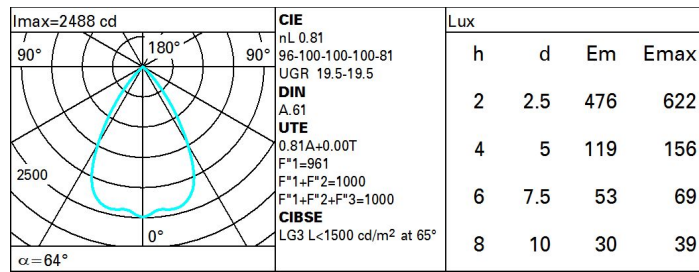 Imax=2488 cd
90° 180° 90°
2500
0°
α=64°
CIE
nL 0.81
96-100-100-100-81
UGR 19.5-19.5
DIN
A.61
UTE
0.81A+0.00T
F"1=961
F"1+F"2=1000
F"1+F"2+F"3=1000
CIBSE
LG3 L<1500 cd/m² at 65°
Lux
h d Em Emax
2 2.5 476 622
4 5 119 156
6 7.5 53 69
8 10 30 39